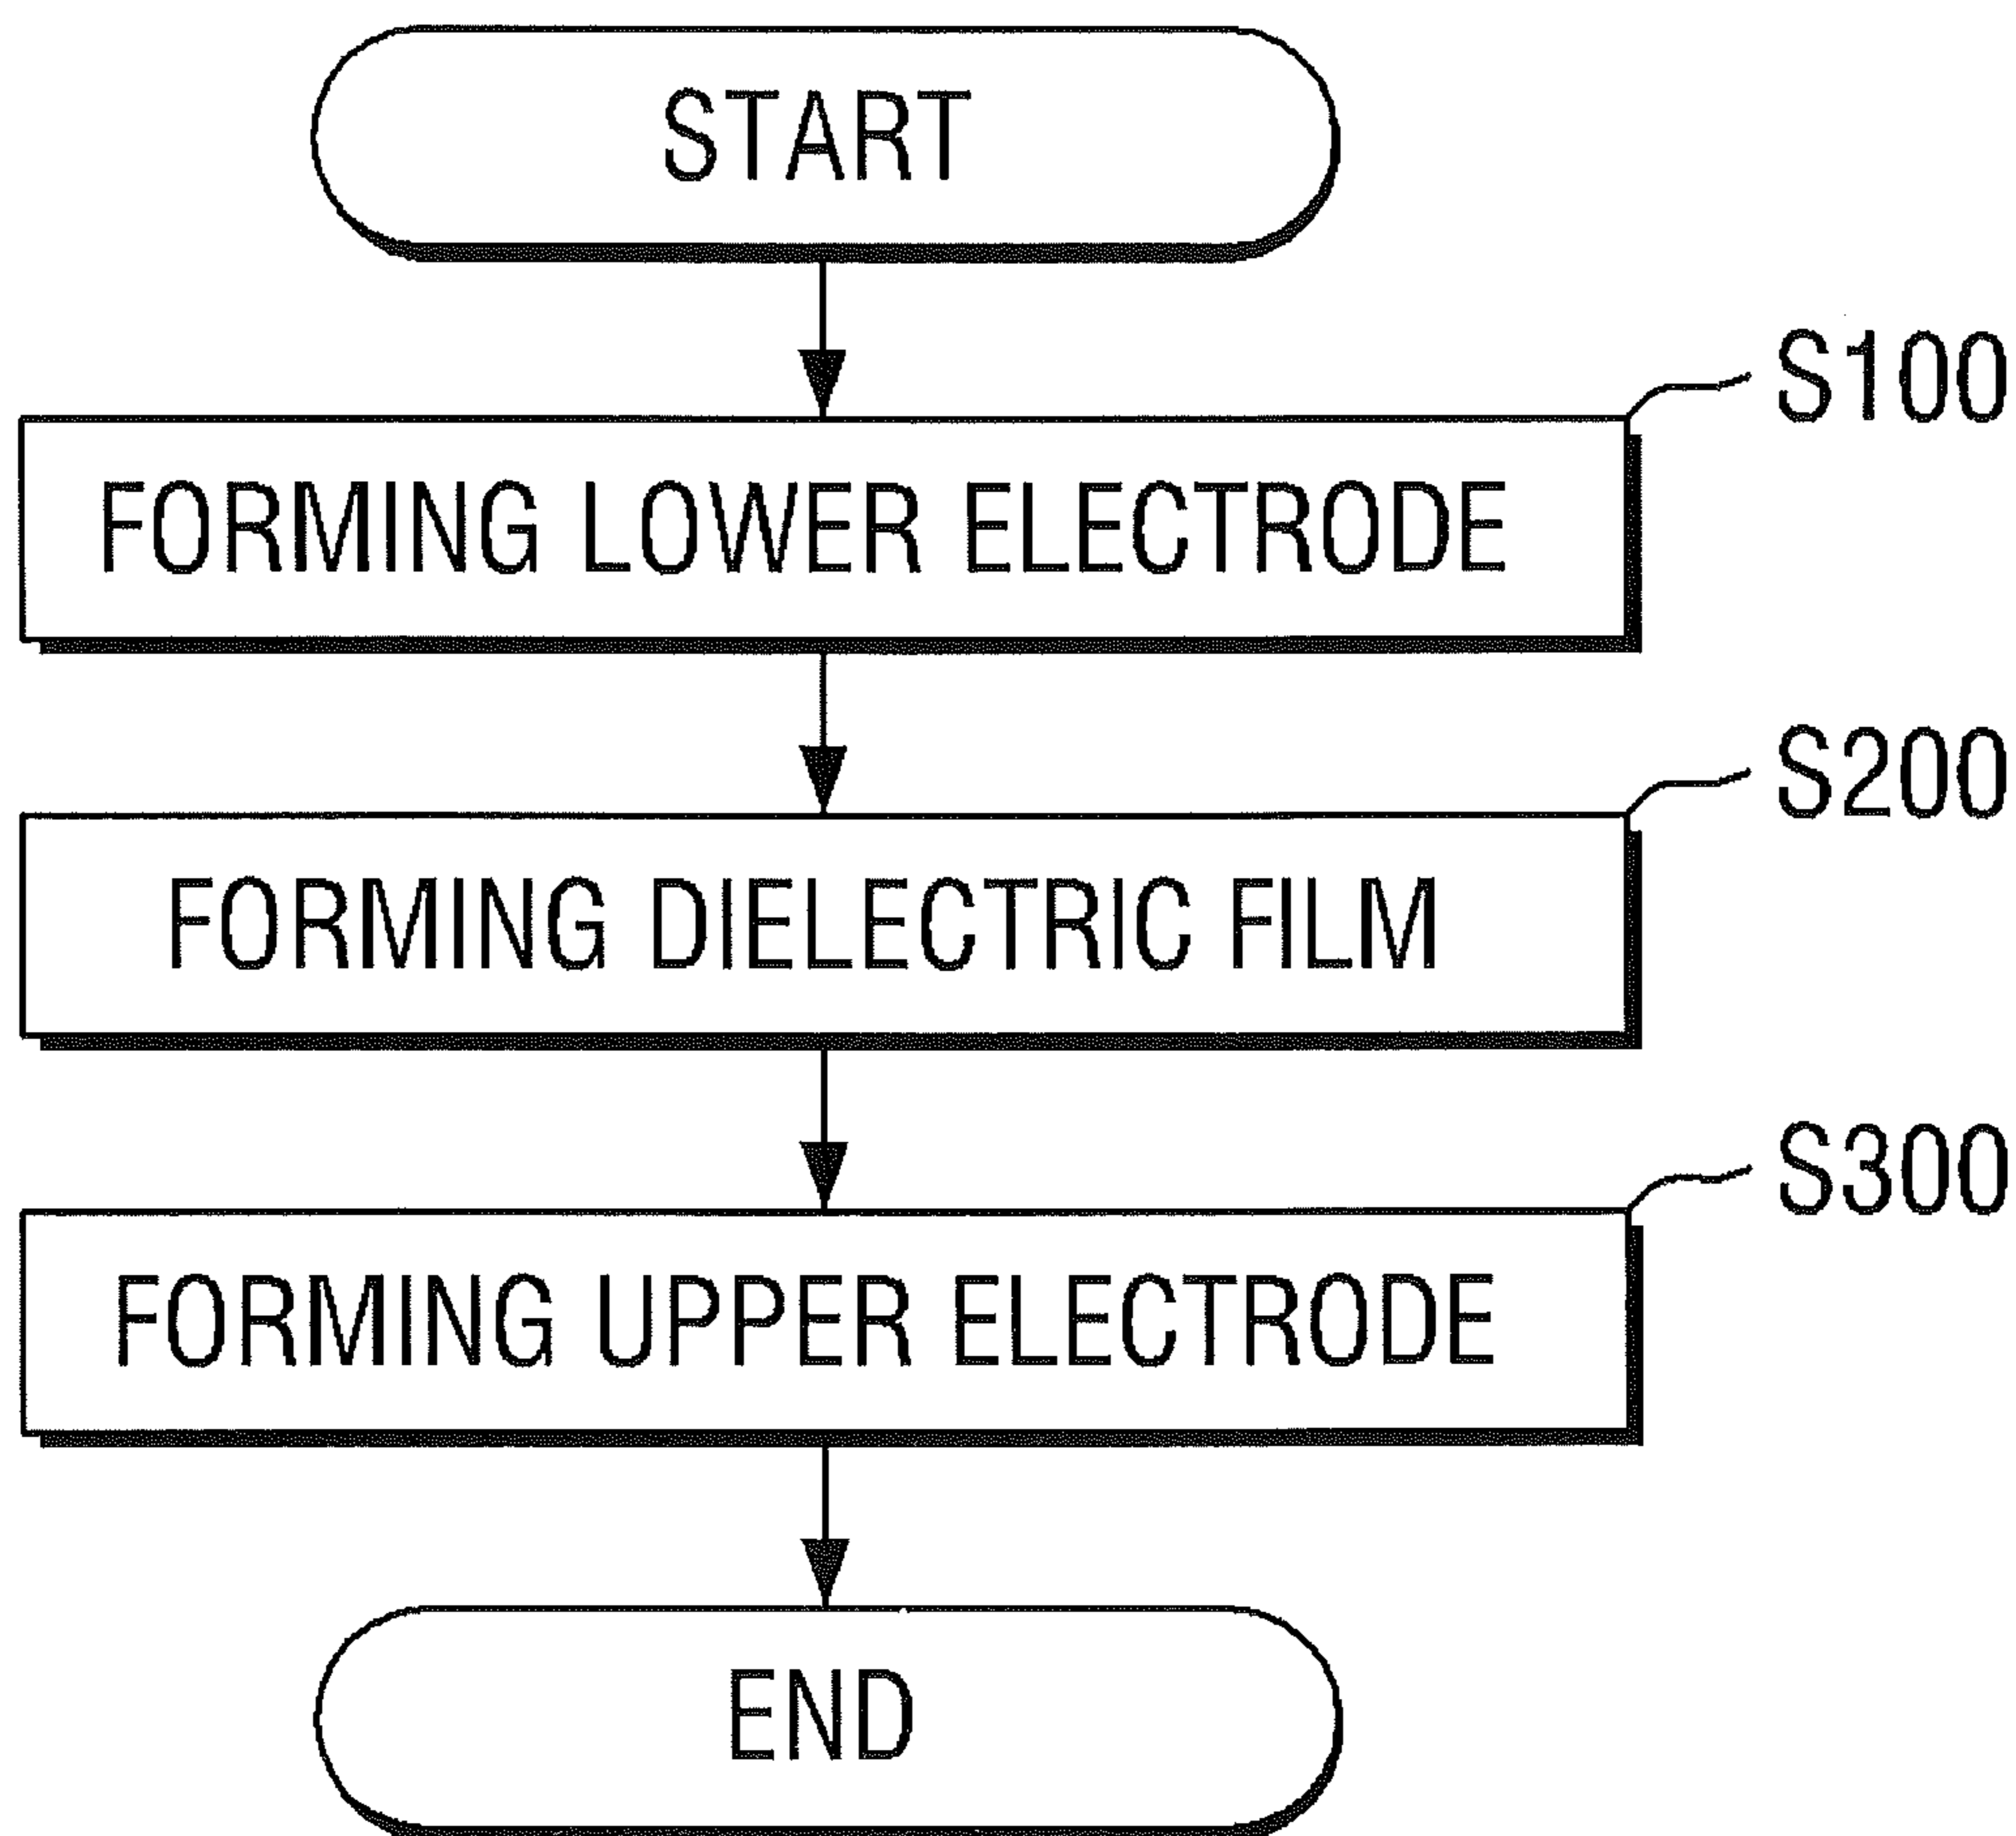 START
S100
FORMING LOWER ELECTRODE
S200
FORMING DIELECTRIC FILM
S300
FORMING UPPER ELECTRODE
END